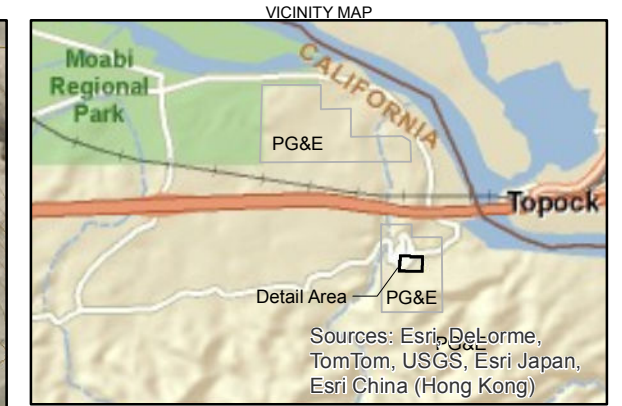 VICINITY MAP
Moabi
Regional
Park
CALIFORNIA
PG&E
Topock
Detail Area
PG&E
PG&E
Sources: Esri, DeLorme,
TomTom, USGS, Esri Japan,
Esri China (Hong Kong)